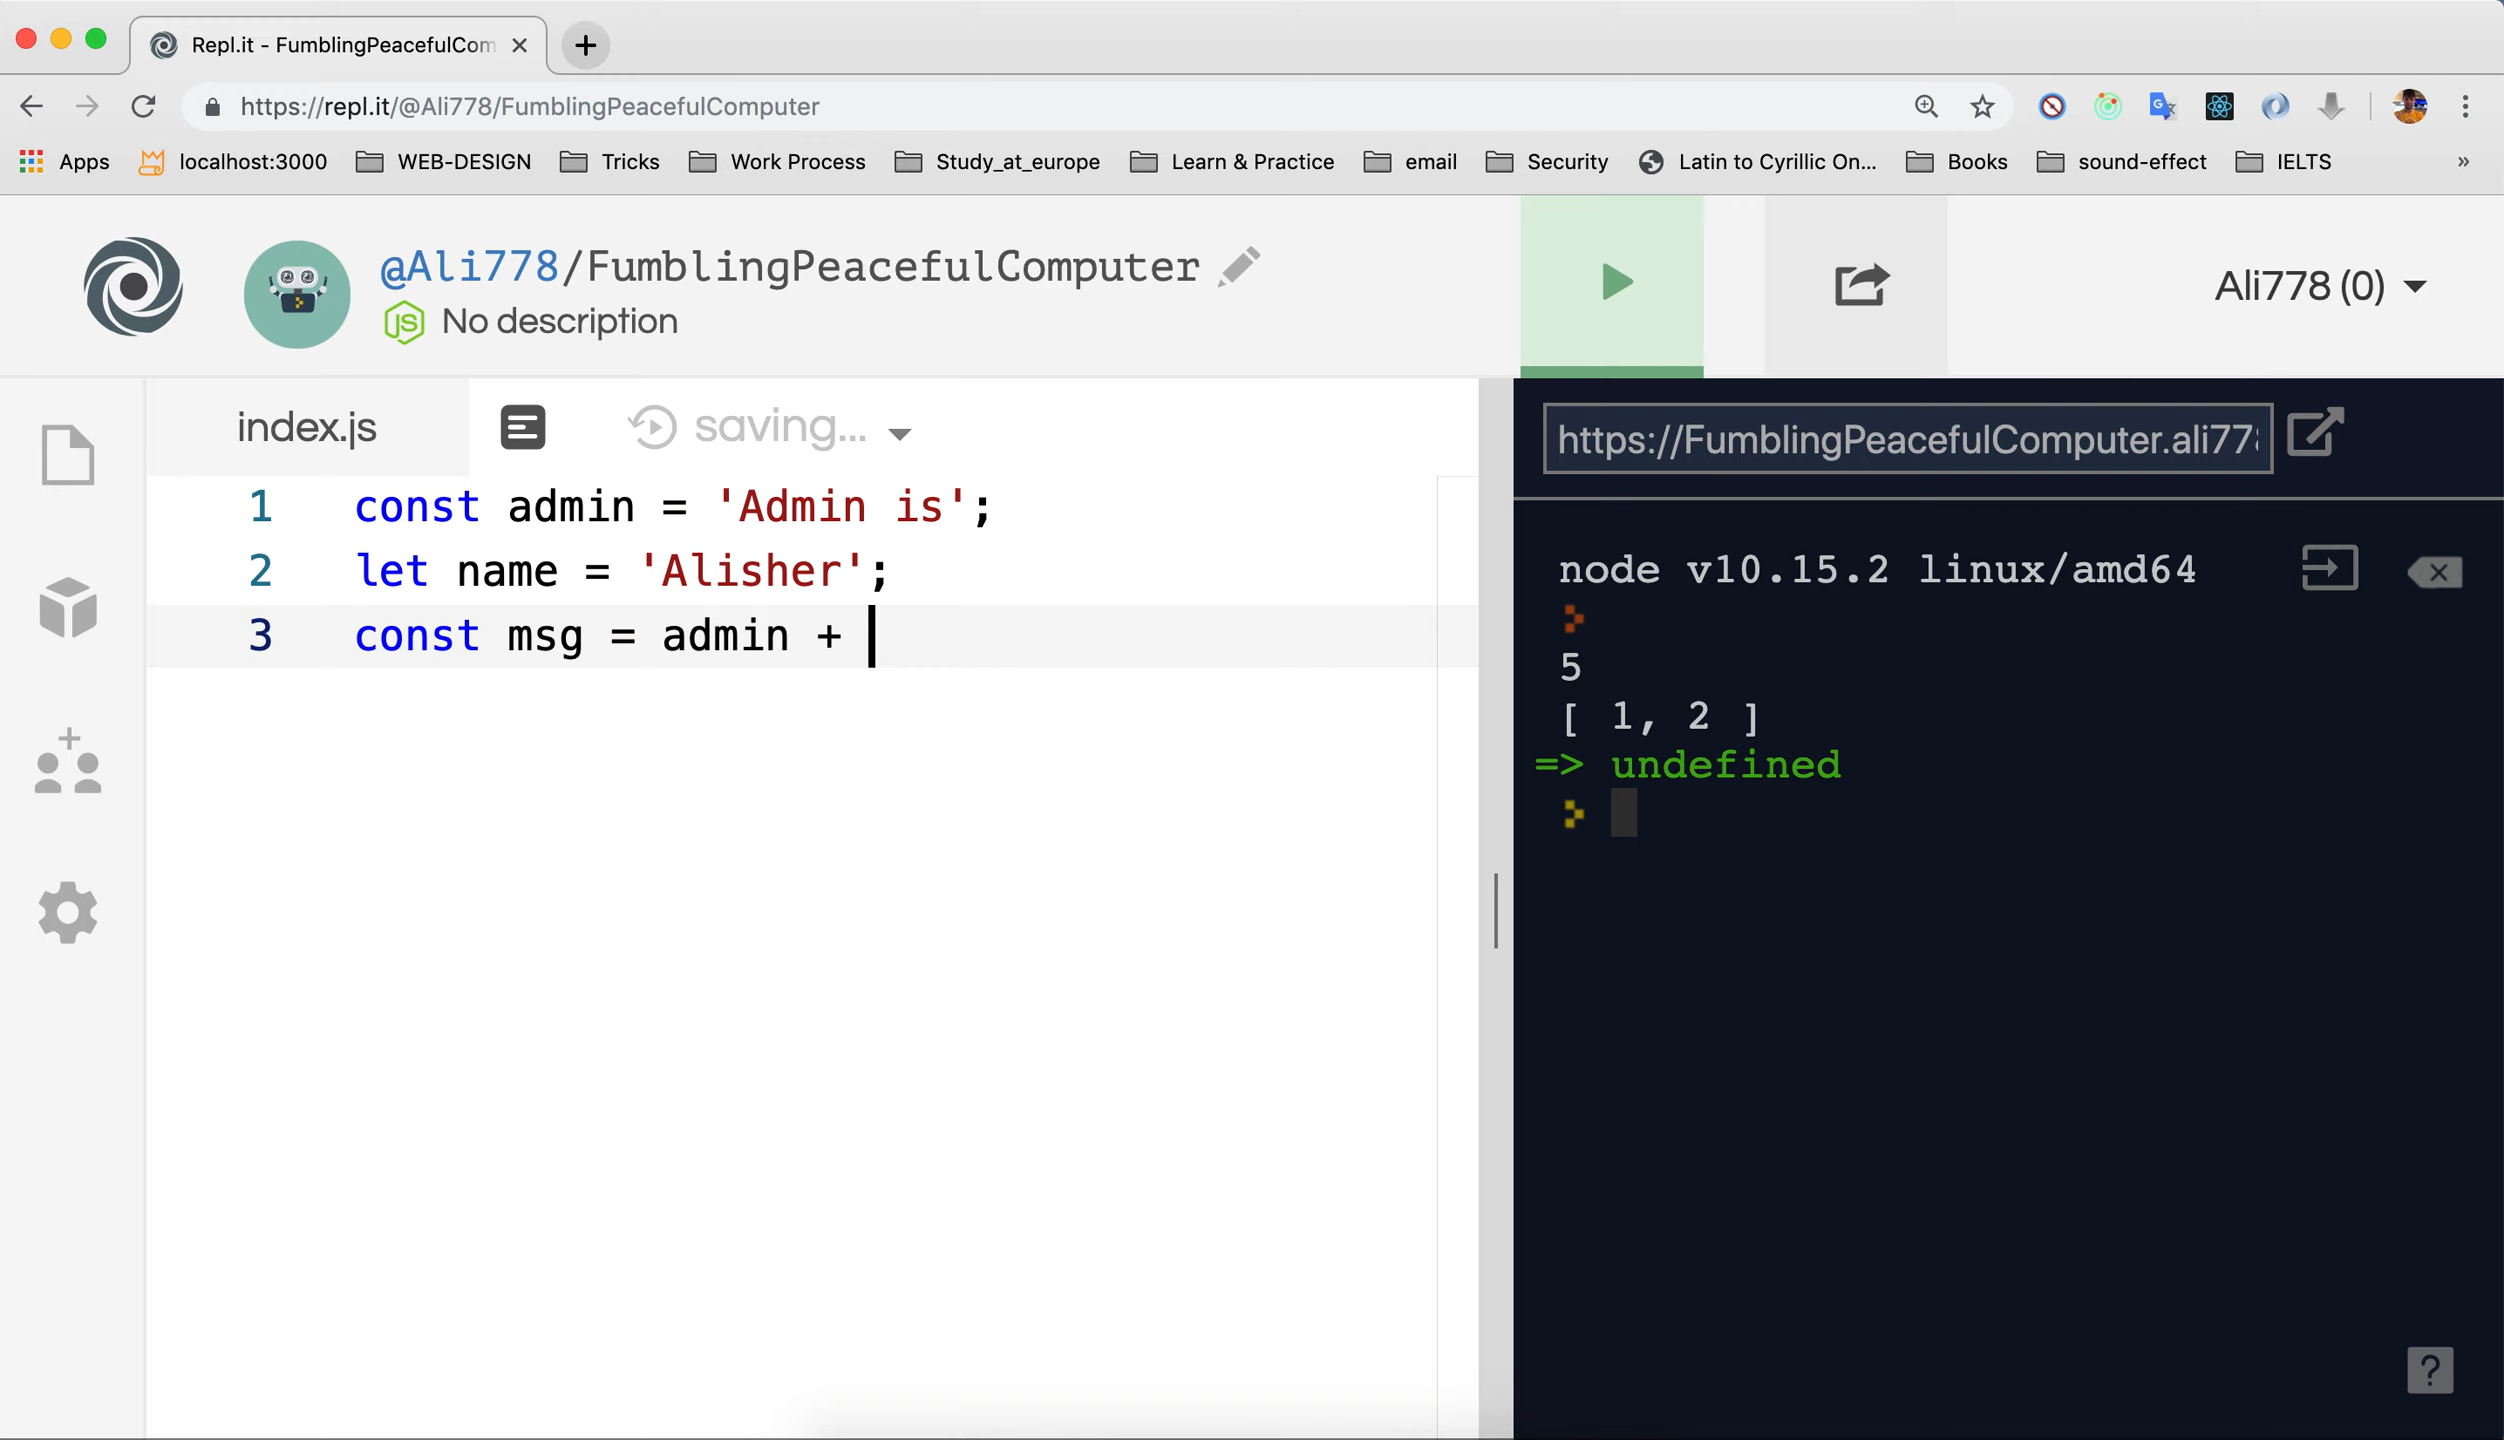 Repl.it - FumblingPeacefulCom
https://repl.it/@Ali778/FumblingPeacefulComputer
Apps localhost:3000 WEB-DESIGN Tricks Work Process Study_at_europe Learn & Practice email Security Latin to Cyrillic On... Books sound-effect IELTS »
@Ali778/FumblingPeacefulComputer
No description
Ali778 (0)
index.js saving...
https://FumblingPeacefulComputer.ali778
1 const admin = 'Admin is';
2 let name = 'Alisher';
3 const msg = admin +
node v10.15.2 linux/amd64
5
[ 1, 2 ]
=> undefined
?